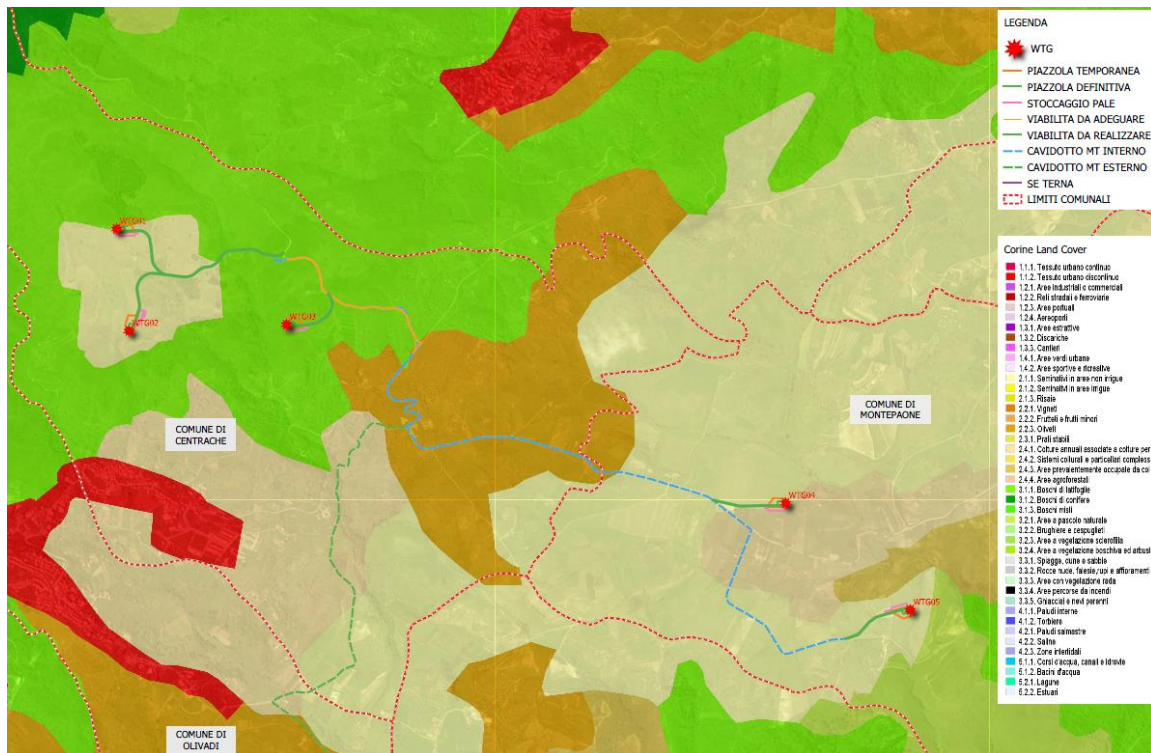 LEGENDA
WTG
PIAZZOLA TEMPORANEA
PIAZZOLA DEFINITIVA
STOCCAGGIO PALE
VIABILITA DA ADEGUARE
VIABILITA DA REALIZZARE
CAVIDOTTO MT INTERNO
CAVIDOTTO MT ESTERNO
SE TERNA
LIMITI COMUNALI
WTG01
WTG02
WTG03
Corine Land Cover
1.1.1. Tessuto urbano continuo
1.1.2. Tessuto urbano discontinuo
1.2.1. Aree industriali o commerciali
1.2.2. Reti stradali e ferroviarie
1.2.3. Aree portuali
1.2.4. Aeroporti
1.3.1. Aree estrattive
1.3.2. Discariche
1.3.3. Cantieri
1.4.1. Aree verdi urbane
1.4.2. Aree sportive e ricreative
2.1.1. Seminativi in aree non irrigue
2.1.2. Seminativi in aree irrigue
2.1.3. Risaie
2.2.1. Vigneti
2.2.2. Frutteti e frutti minori
2.2.3. Oliveti
2.3.1. Prati stabili
2.4.1. Colture annuali associate a colture per
2.4.2. Sistemi colturali e particellari compless
2.4.3. Aree prevalentemente occupate da col
2.4.4. Aree agroforestali
3.1.1. Boschi di latifoglie
3.1.2. Boschi di conifere
3.1.3. Boschi misti
3.2.1. Aree a pascolo naturale
3.2.2. Brughiere e cespuglieti
3.2.3. Aree a vegetazione sclerofilla
3.2.4. Aree a vegetazione boschiva ed arbust
3.3.1. Spiagge, dune e sabbie
3.3.2. Rocce nude, falesie, rupi e affioramenti
3.3.3. Aree con vegetazione rada
3.3.4. Aree percorse da incendi
3.3.5. Ghiacciai e nevi perenni
4.1.1. Paludi interne
4.1.2. Torbiere
4.2.1. Paludi salmastre
4.2.2. Saline
4.2.3. Zone intertidali
5.1.1. Corsi d'acqua, canali e idrovie
5.1.2. Bacini d'acqua
5.2.1. Lagune
5.2.2. Estuari
COMUNE DI
CENTRACHE
COMUNE DI
MONTEPAONE
WTG04
WTG05
COMUNE DI
OLIVADI